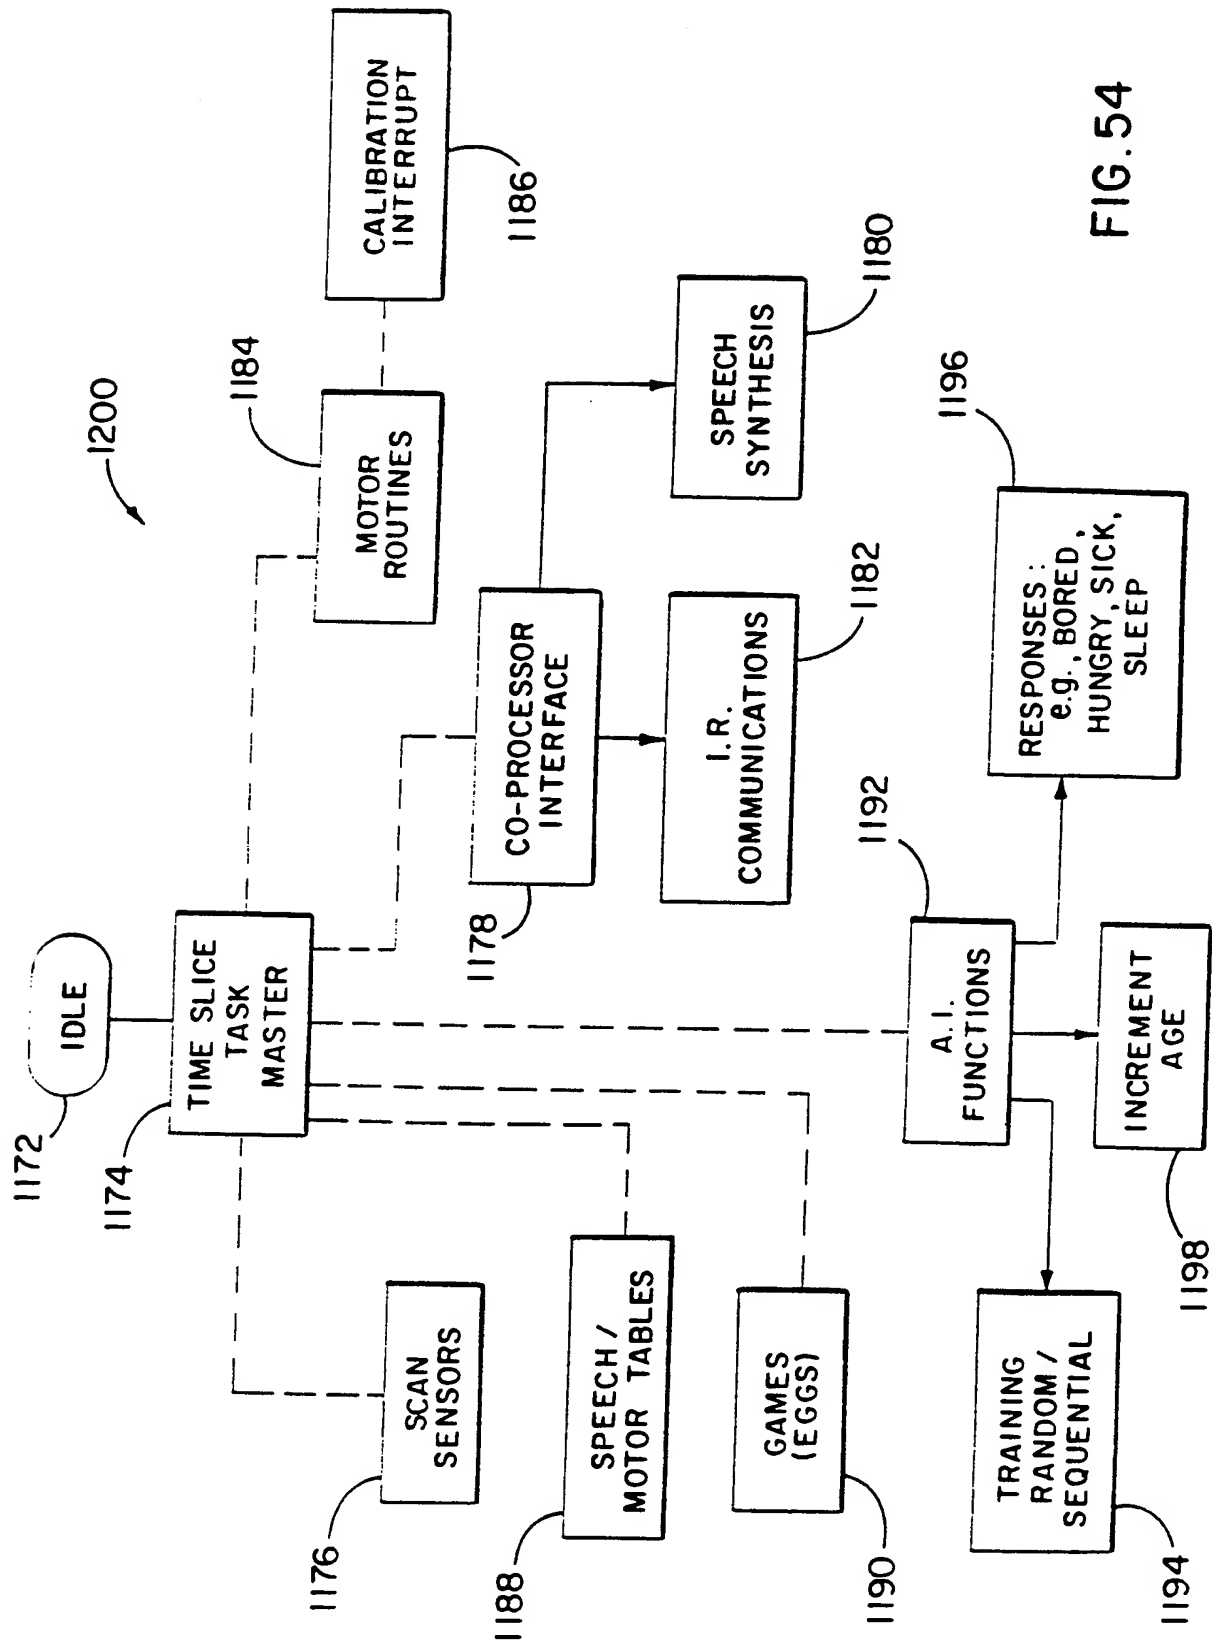 1200
1172
IDLE
1174
TIME SLICE
TASK
MASTER
1184
MOTOR
ROUTINES
CALIBRATION
INTERRUPT
1186
1176
SCAN
SENSORS
1178
CO-PROCESSOR
INTERFACE
1188
SPEECH /
MOTOR TABLES
I.R.
COMMUNICATIONS
1182
SPEECH
SYNTHESIS
1180
GAMES
(EGGS)
1190
1192
A.I.
FUNCTIONS
1196
TRAINING
RANDOM /
SEQUENTIAL
1194
INCREMENT
AGE
1198
RESPONSES:
e.g., BORED,
HUNGRY, SICK,
SLEEP
FIG. 54